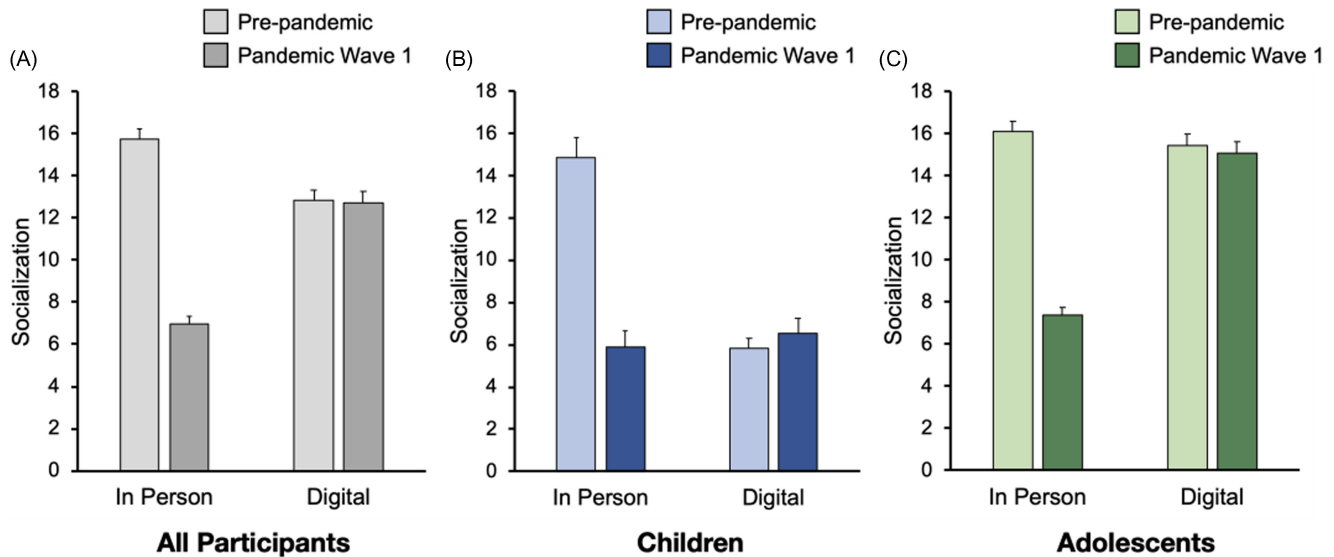 Pre-pandemic
Pandemic Wave 1
(A)
18
16
14
12
10
8
6
4
2
0
Socialization
In Person
Digital
All Participants
Pre-pandemic
Pandemic Wave 1
(B)
18
16
14
12
10
8
6
4
2
0
Socialization
In Person
Digital
Children
Pre-pandemic
Pandemic Wave 1
(C)
18
16
14
12
10
8
6
4
2
0
Socialization
In Person
Digital
Adolescents